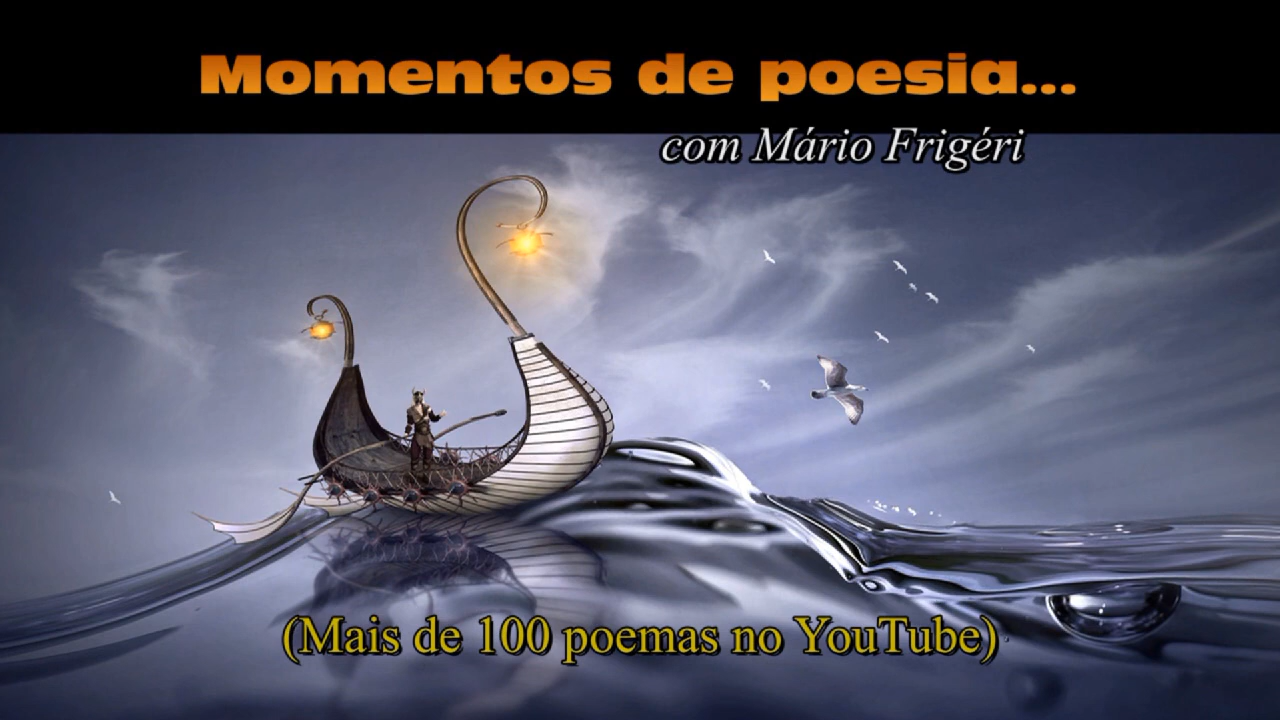 Momentos de poesia...
com Mário Frigéri
(Mais de 100 poemas no YouTube)